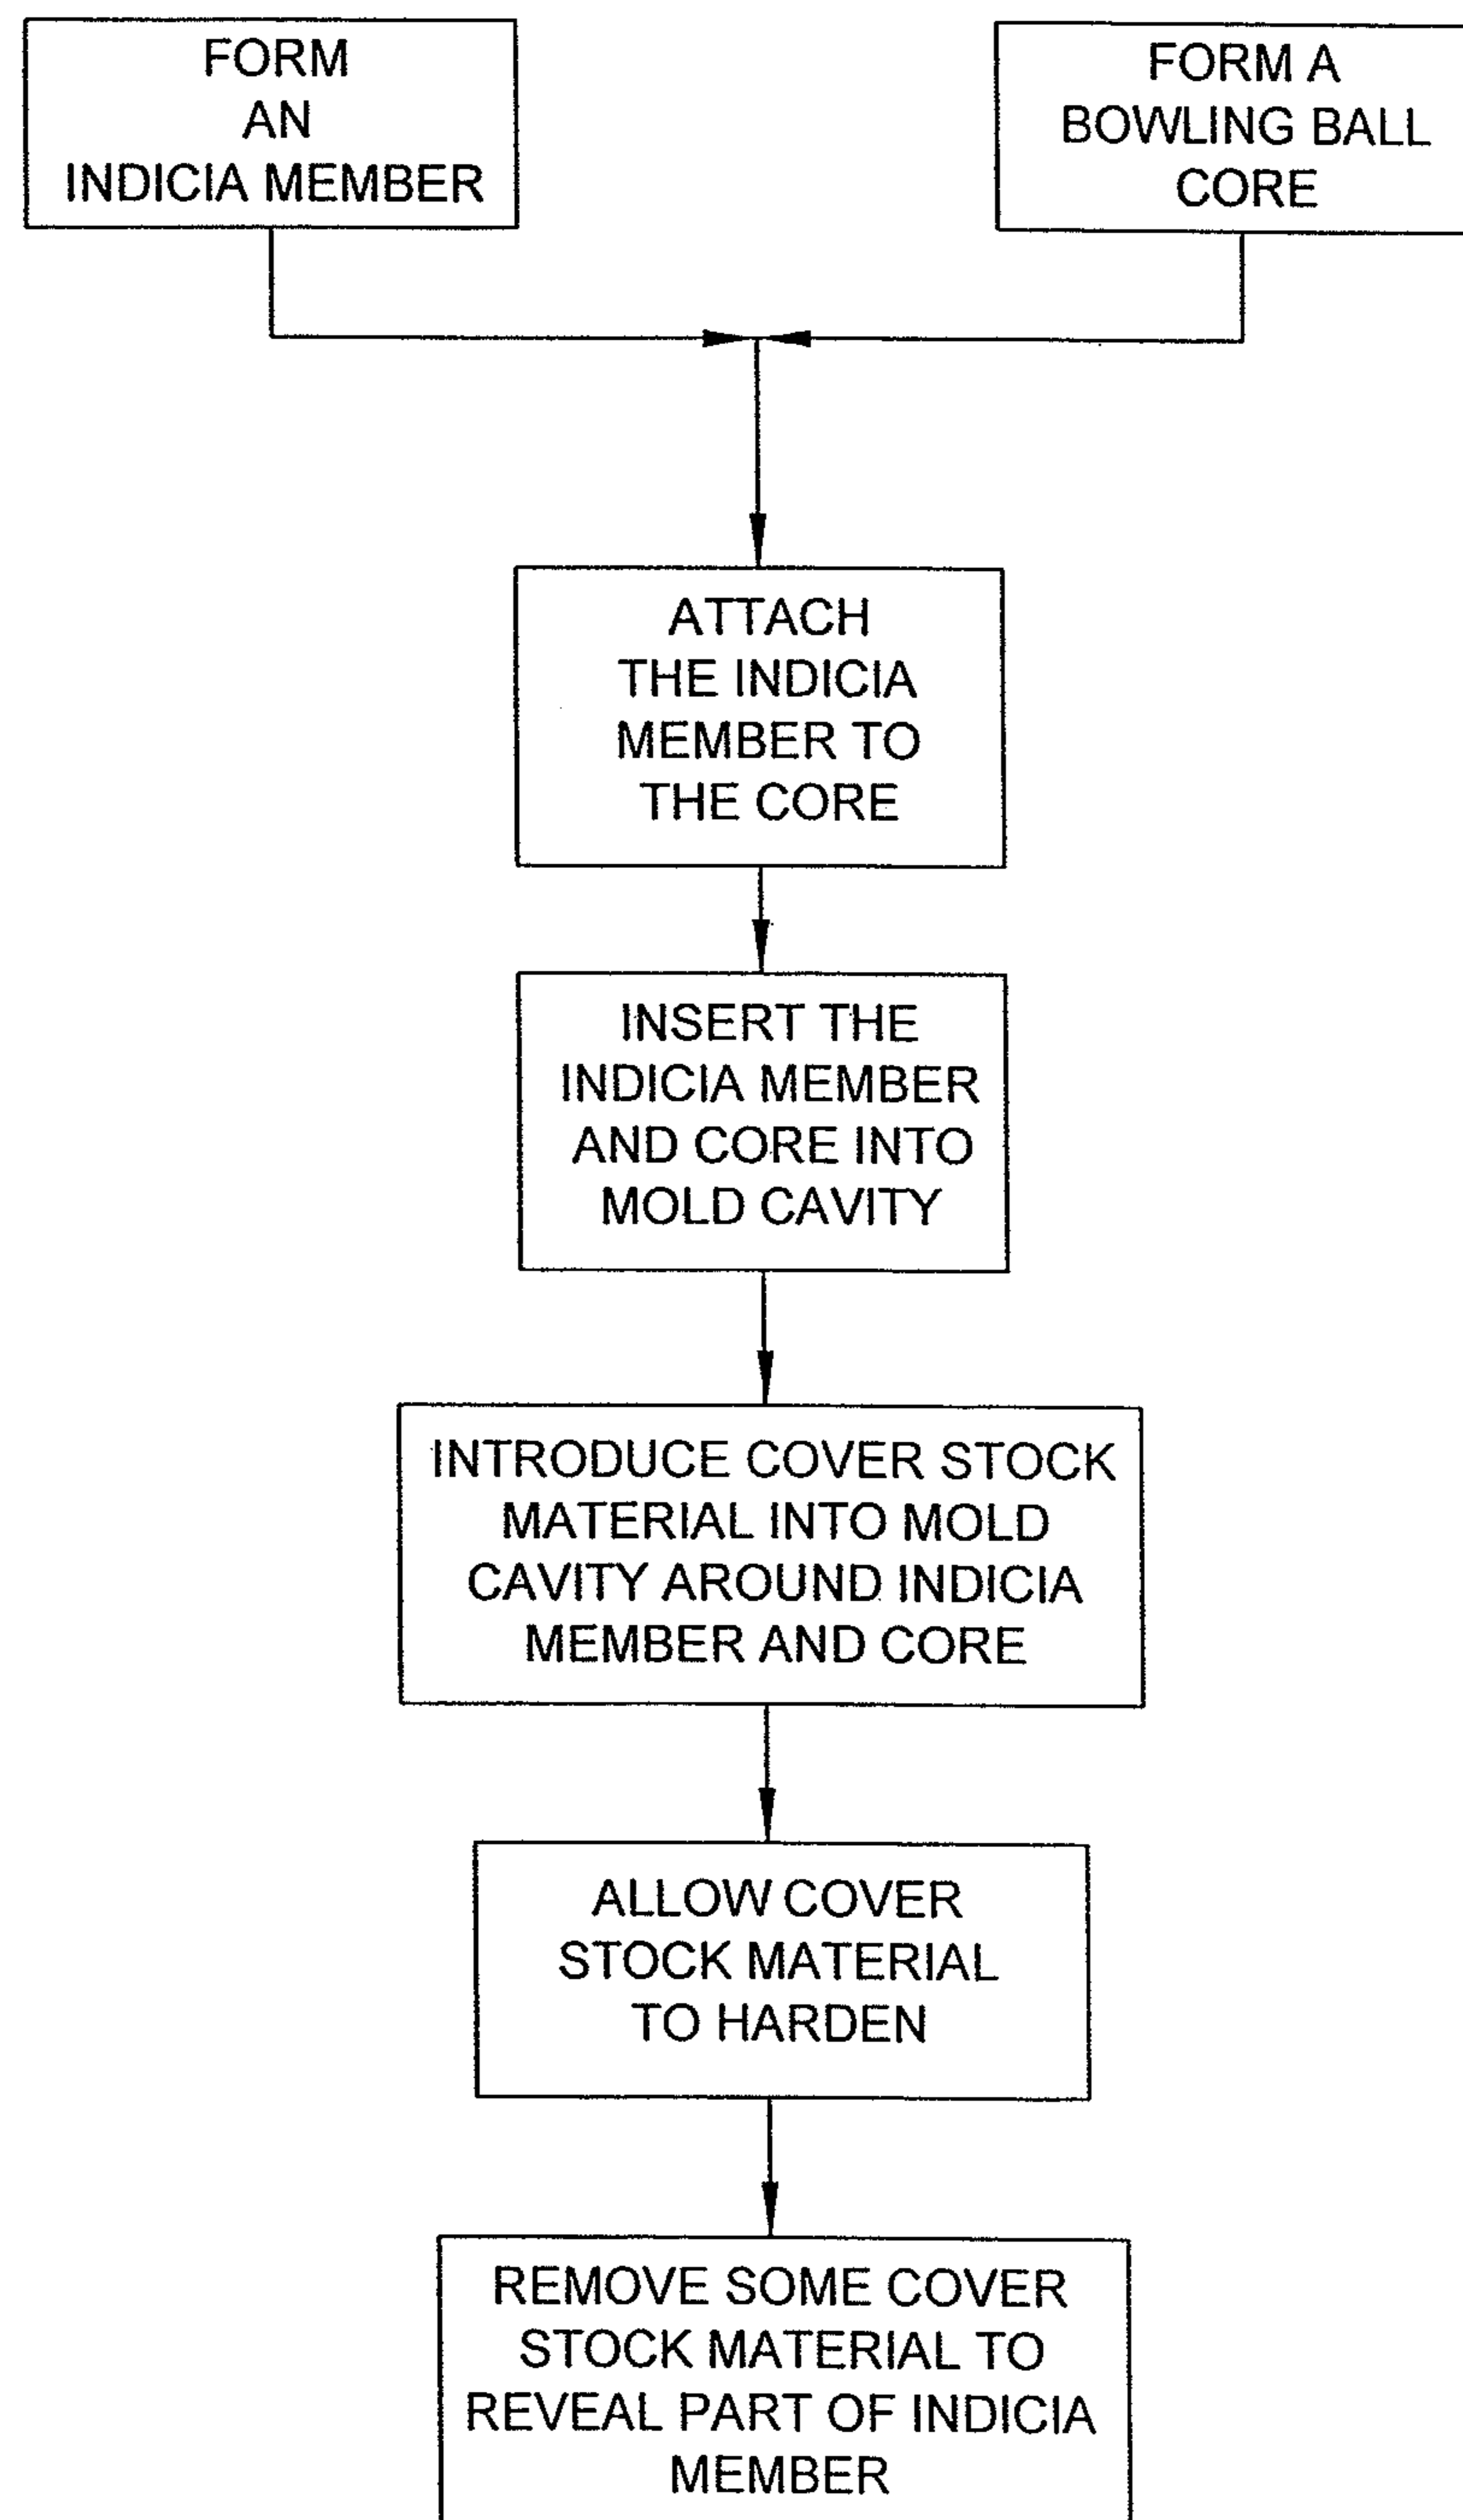 FORM
AN
INDICIA MEMBER
FORM A
BOWLING BALL
CORE
ATTACH
THE INDICIA
MEMBER TO
THE CORE
INSERT THE
INDICIA MEMBER
AND CORE INTO
MOLD CAVITY
INTRODUCE COVER STOCK
MATERIAL INTO MOLD
CAVITY AROUND INDICIA
MEMBER AND CORE
ALLOW COVER
STOCK MATERIAL
TO HARDEN
REMOVE SOME COVER
STOCK MATERIAL TO
REVEAL PART OF INDICIA
MEMBER